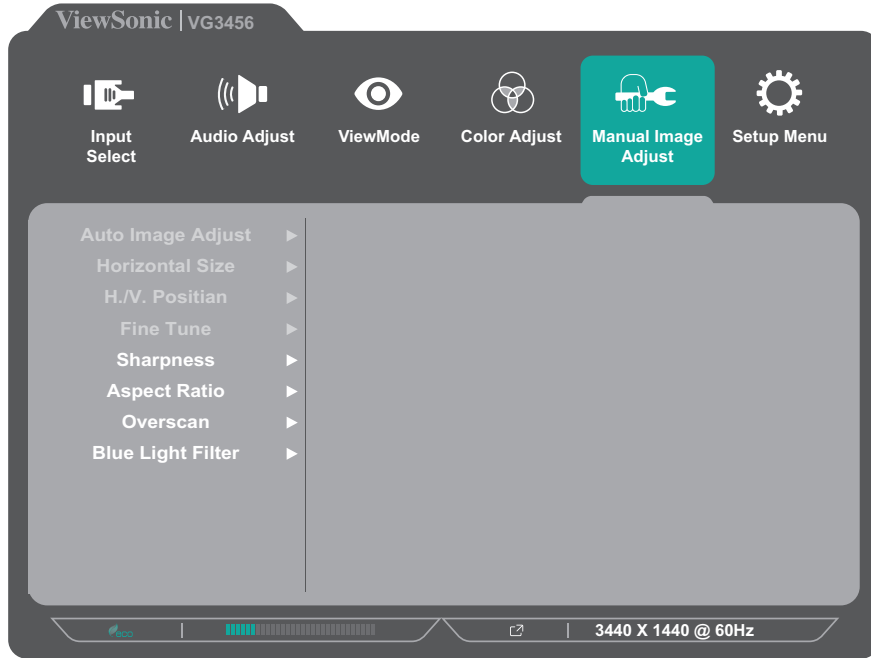 ViewSonic | VG3456
Input Select
Audio Adjust
ViewMode
Color Adjust
Manual Image Adjust
Setup Menu
Auto Image Adjust
Horizontal Size
H./V. Positian
Fine Tune
Sharpness
Aspect Ratio
Overscan
Blue Light Filter
eco
3440 X 1440 @ 60Hz